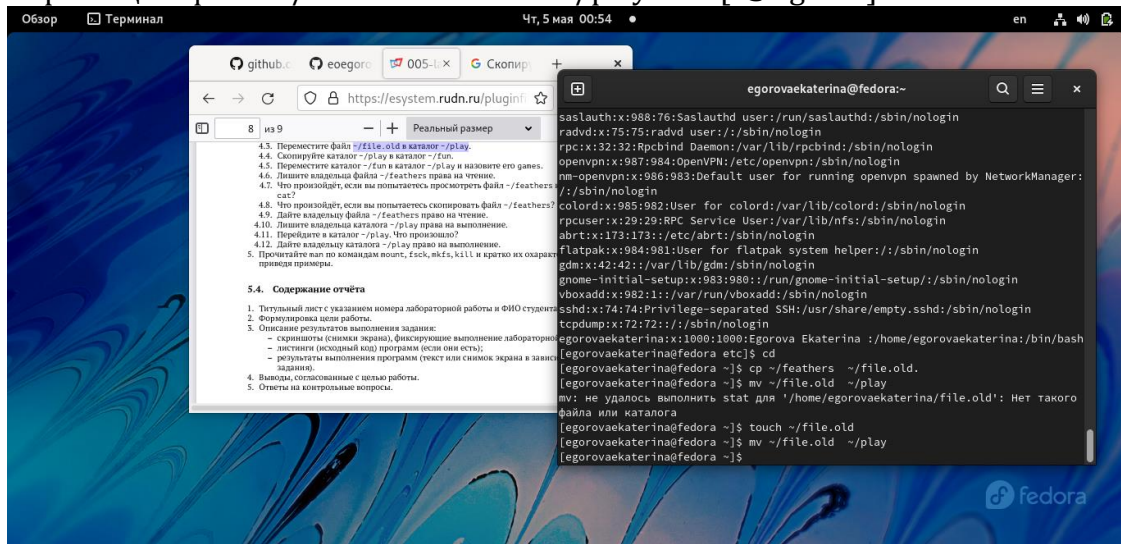 Обзор Терминал Чт, 5 мая 00:54 en
github.c eoegoro 005-l Скопиру
https://esystem.rudn.ru/pluginfi
8 из 9 Реальный размер
4.3. Переместите файл ~/file.old в каталог ~/play.
4.4. Скопируйте каталог ~/play в каталог ~/fun.
4.5. Переместите каталог ~/fun в каталог ~/play и назовите его games.
4.6. Лишите владельца файла ~/feathers права на чтение.
4.7. Что произойдёт, если вы попытаетесь просмотреть файл ~/feathers
cat?
4.8. Что произойдёт, если вы попытаетесь скопировать файл ~/feathers?
4.9. Дайте владельцу файла ~/feathers право на чтение.
4.10. Лишите владельца каталога ~/play права на выполнение.
4.11. Перейдите в каталог ~/play. Что произошло?
4.12. Дайте владельцу каталога ~/play право на выполнение.
5. Прочитайте man по командам mount, fsck, mkfs, kill и кратко их охаракт
приведя примеры.
5.4. Содержание отчёта
1. Титульный лист с указанием номера лабораторной работы и ФИО студента
2. Формулировка цели работы.
3. Описание результатов выполнения задания:
– скриншоты (снимки экрана), фиксирующие выполнение лабораторной
– листинги (исходный код) программ (если они есть);
– результаты выполнения программ (текст или снимок экрана в зависи
задания).
4. Выводы, согласованные с целью работы.
5. Ответы на контрольные вопросы.
egorovaekaterina@fedora:~
saslauth:x:988:76:Saslauthd user:/run/saslauthd:/sbin/nologin
radvd:x:75:75:radvd user:/:/sbin/nologin
rpc:x:32:32:Rpcbind Daemon:/var/lib/rpcbind:/sbin/nologin
openvpn:x:987:984:OpenVPN:/etc/openvpn:/sbin/nologin
nm-openvpn:x:986:983:Default user for running openvpn spawned by NetworkManager:
/:/sbin/nologin
colord:x:985:982:User for colord:/var/lib/colord:/sbin/nologin
rpcuser:x:29:29:RPC Service User:/var/lib/nfs:/sbin/nologin
abrt:x:173:173::/etc/abrt:/sbin/nologin
flatpak:x:984:981:User for flatpak system helper:/:/sbin/nologin
gdm:x:42:42::/var/lib/gdm:/sbin/nologin
gnome-initial-setup:x:983:980::/run/gnome-initial-setup/:/sbin/nologin
vboxadd:x:982:1::/var/run/vboxadd:/sbin/nologin
sshd:x:74:74:Privilege-separated SSH:/usr/share/empty.sshd:/sbin/nologin
tcpdump:x:72:72::/:/sbin/nologin
egorovaekaterina:x:1000:1000:Egorova Ekaterina :/home/egorovaekaterina:/bin/bash
[egorovaekaterina@fedora etc]$ cd
[egorovaekaterina@fedora ~]$ cp ~/feathers ~/file.old.
[egorovaekaterina@fedora ~]$ mv ~/file.old ~/play
mv: не удалось выполнить stat для '/home/egorovaekaterina/file.old': Нет такого
файла или каталога
[egorovaekaterina@fedora ~]$ touch ~/file.old
[egorovaekaterina@fedora ~]$ mv ~/file.old ~/play
[egorovaekaterina@fedora ~]$
fedora